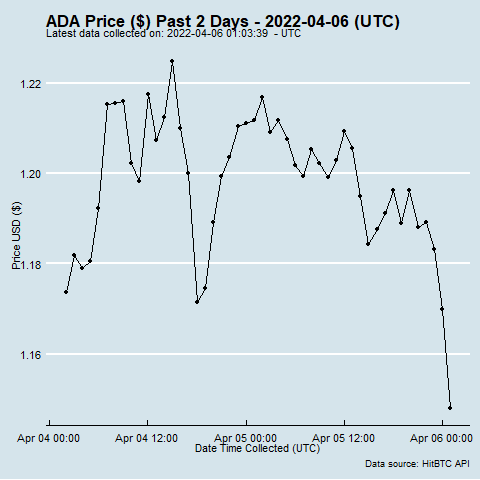 ADA Price ($) Past 2 Days - 2022-04-06 (UTC)
Latest data collected on: 2022-04-06 01:03:39 - UTC
1.22
1.20
1.18
1.16
Price USD ($)
Apr 04 00:00 Apr 04 12:00 Apr 05 00:00 Apr 05 12:00 Apr 06 00:00
Date Time Collected (UTC)
Data source: HitBTC API